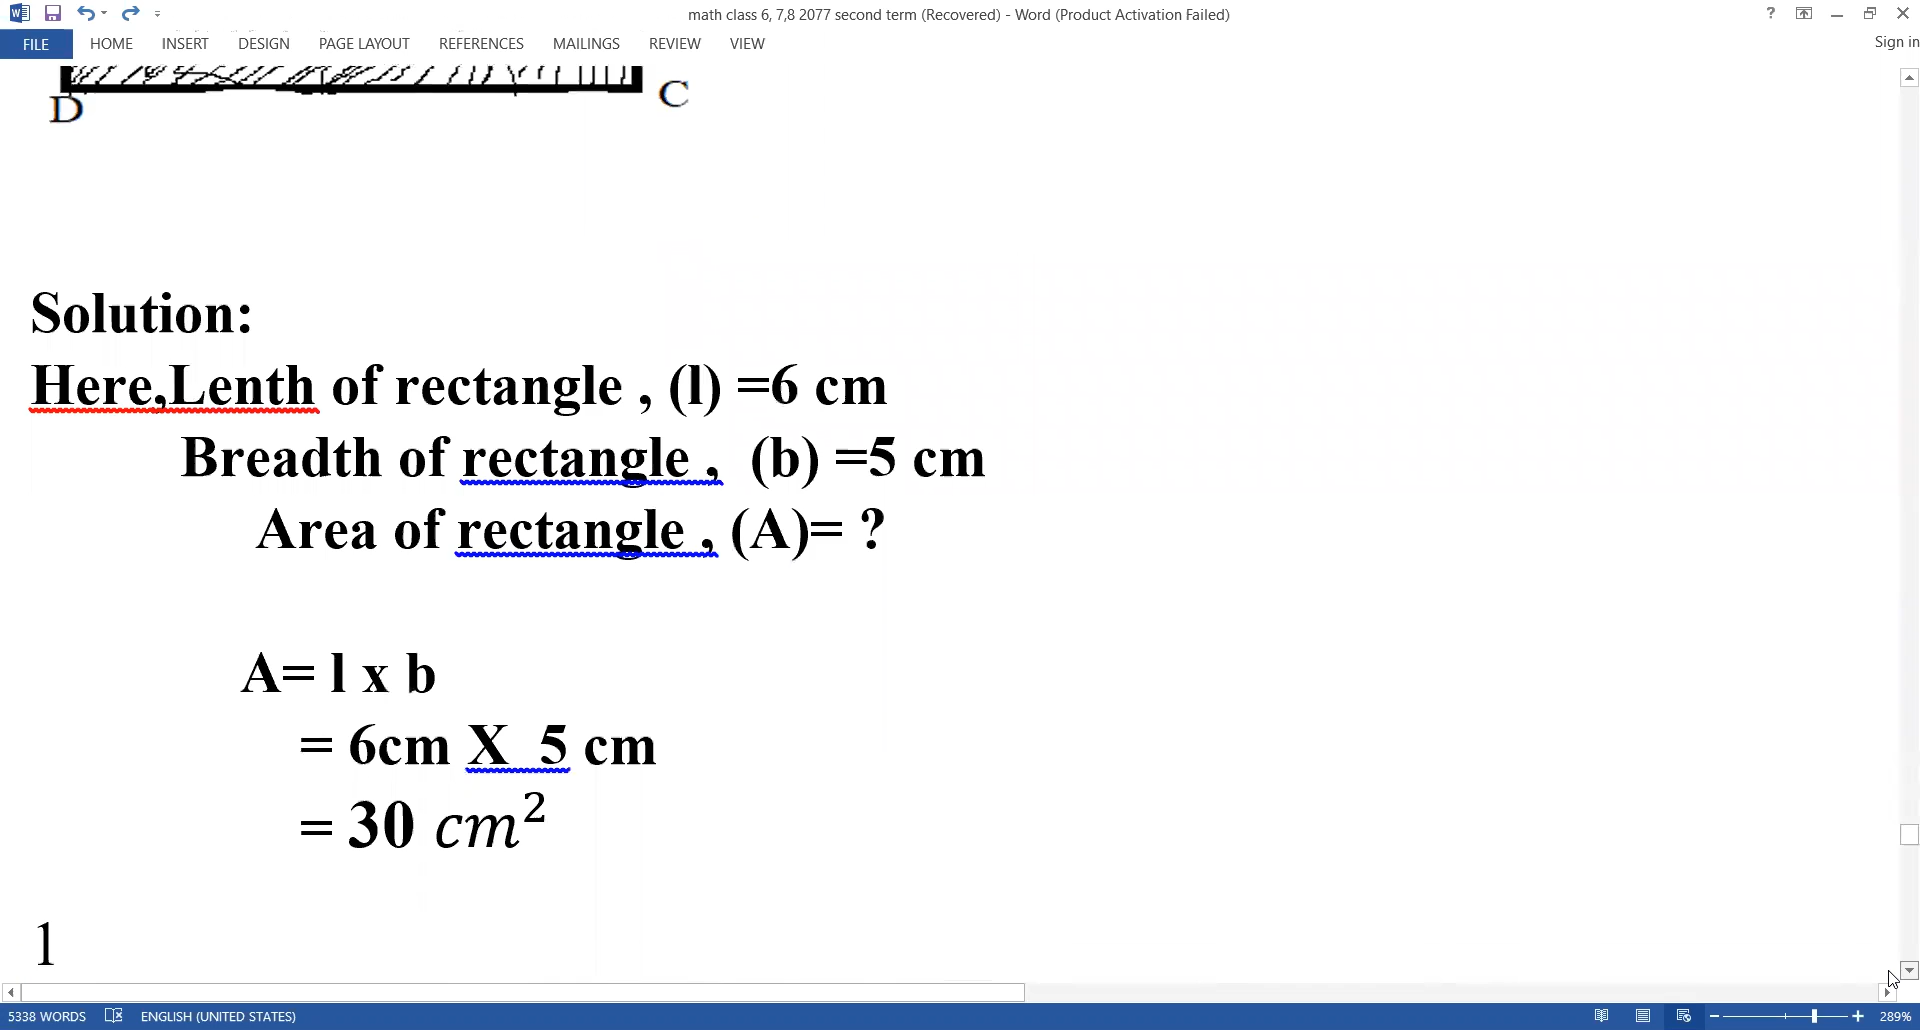 math class 6, 7,8 2077 second term (Recovered) - Word (Product Activation Failed)
?
FILE HOME INSERT DESIGN PAGE LAYOUT REFERENCES MAILINGS REVIEW VIEW Sign in
D C
Solution:
Here,Lenth of rectangle , (l) =6 cm
Breadth of rectangle , (b) =5 cm
Area of rectangle , (A)= ?
A= l x b
= 6cm X 5 cm
= 30 cm²
1
5338 WORDS ENGLISH (UNITED STATES) 289%